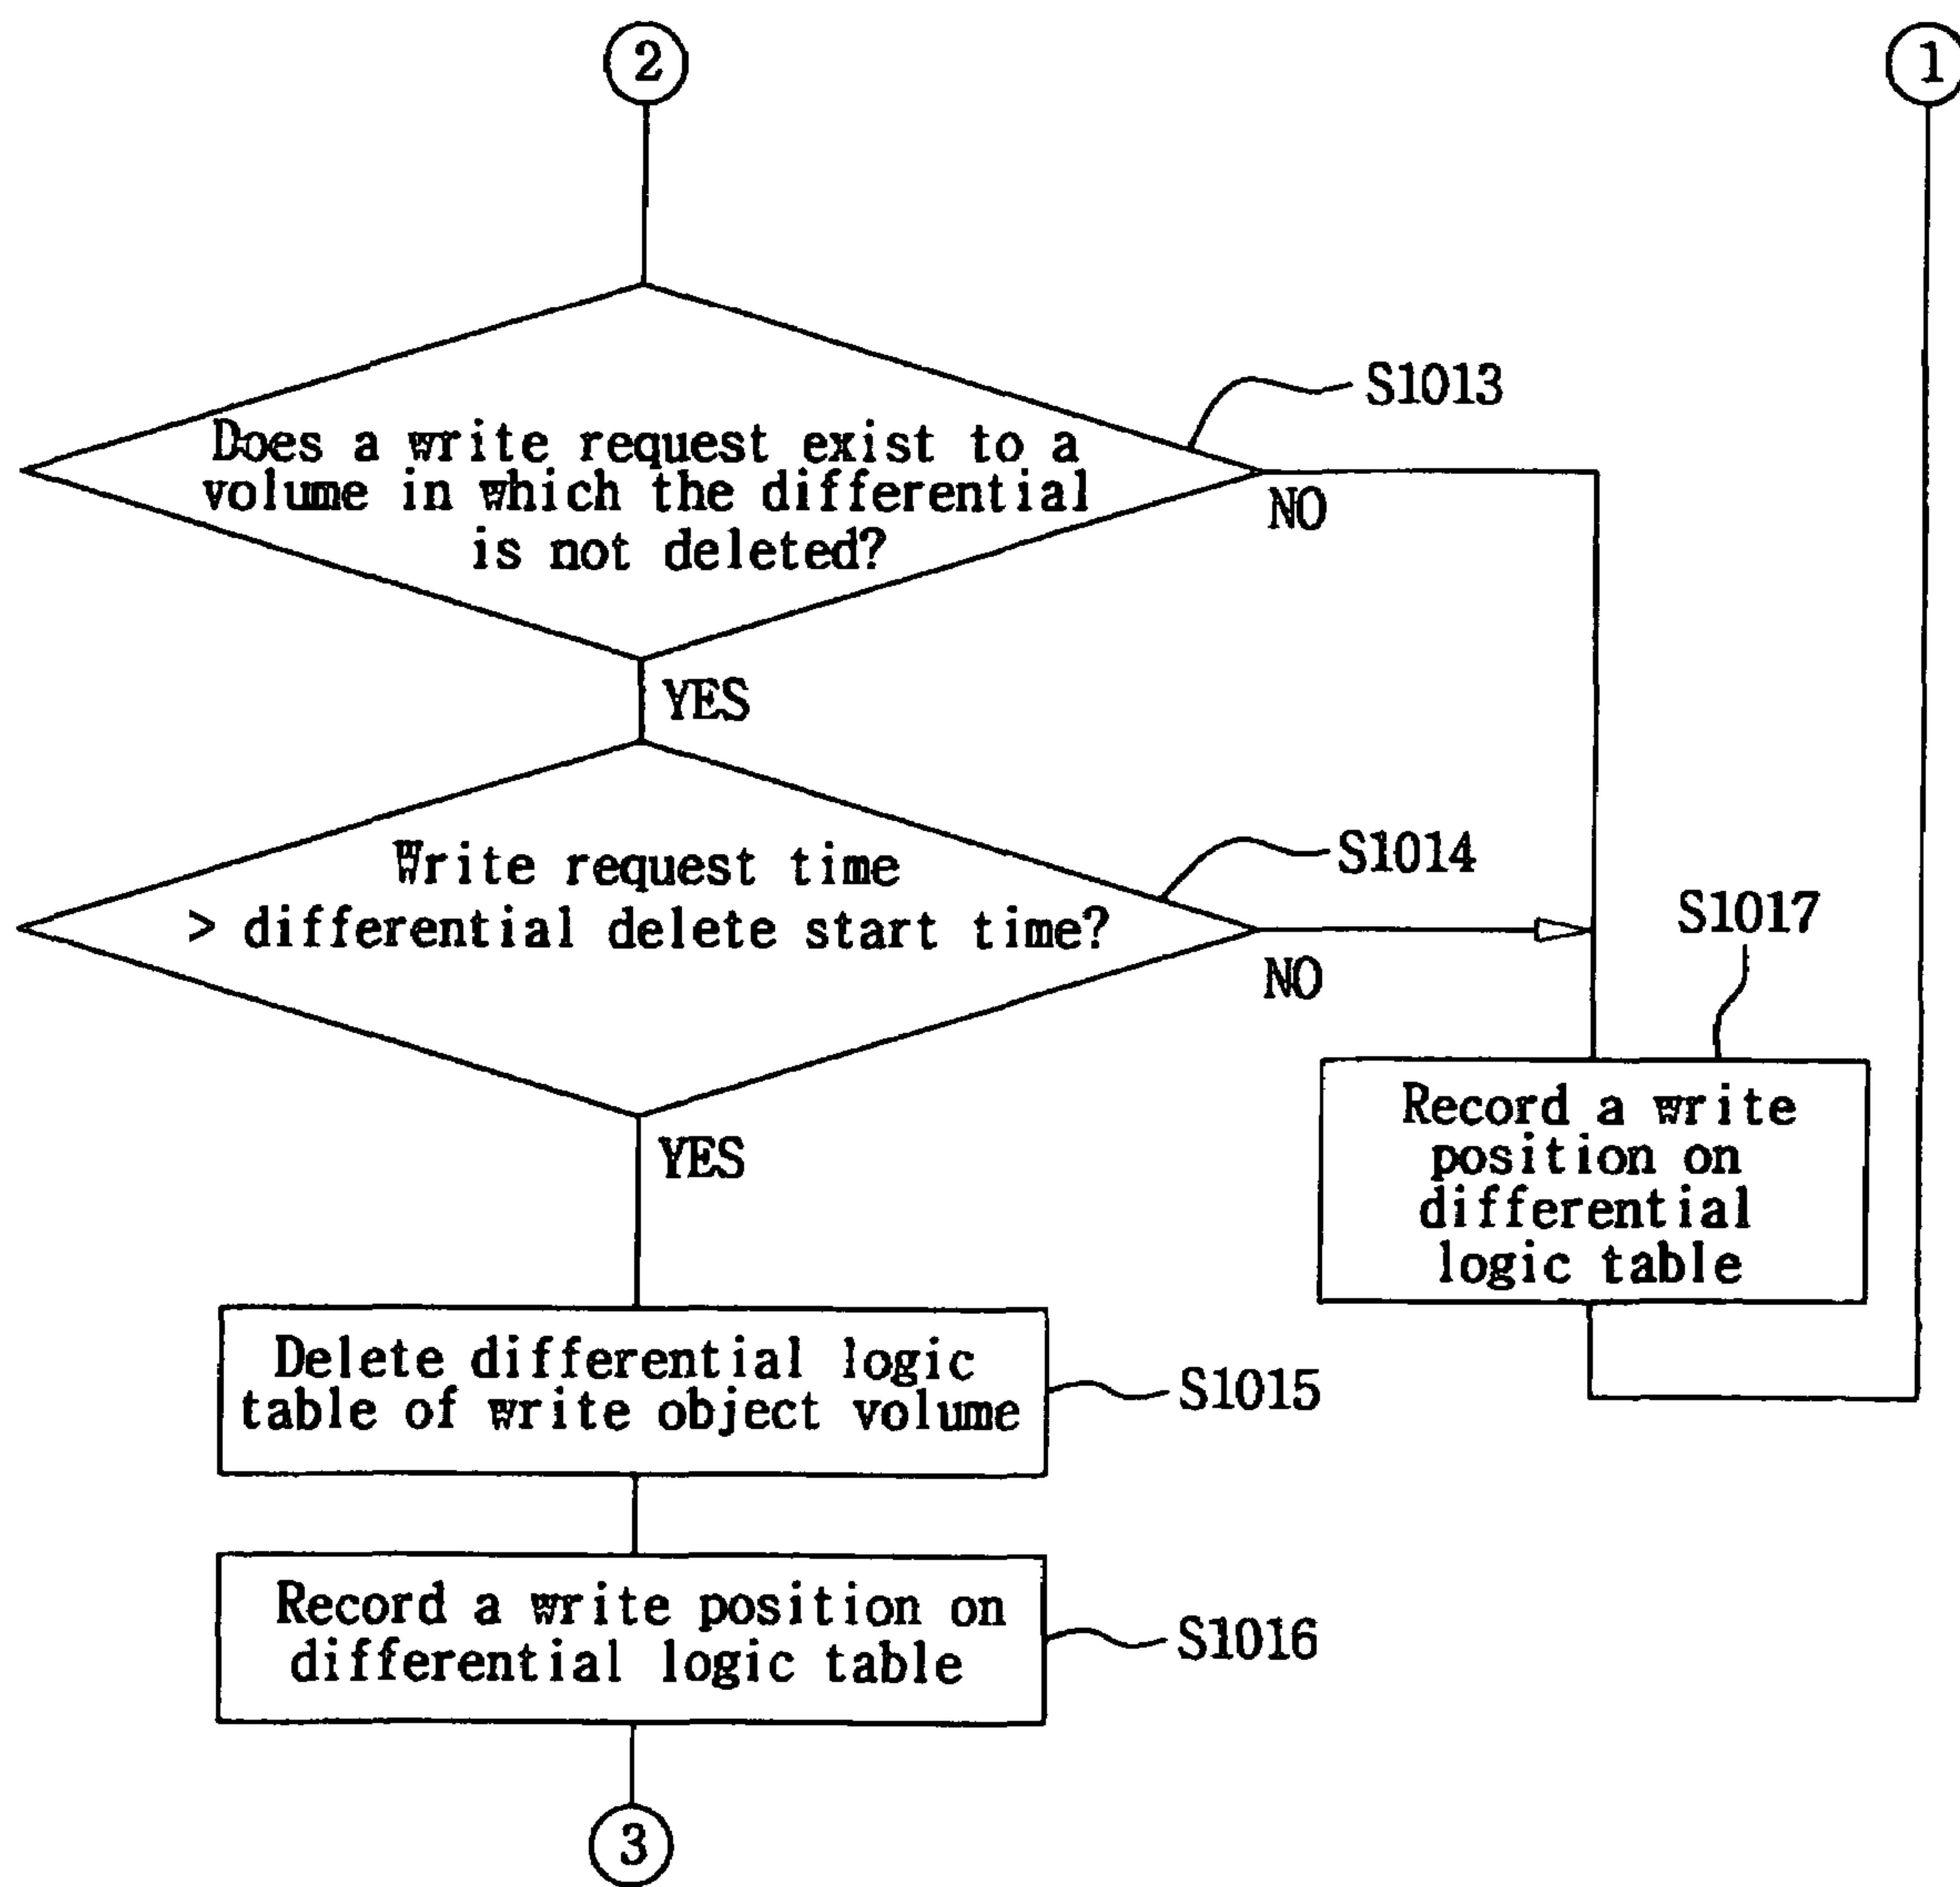 2
1
Does a write request exist to a
volume in which the differential
is not deleted?
S1013
NO
YES
Write request time
> differential delete start time?
S1014
NO
S1017
Record a write
position on
differential
logic table
YES
Delete differential logic
table of write object volume
S1015
Record a write position on
differential logic table
S1016
3